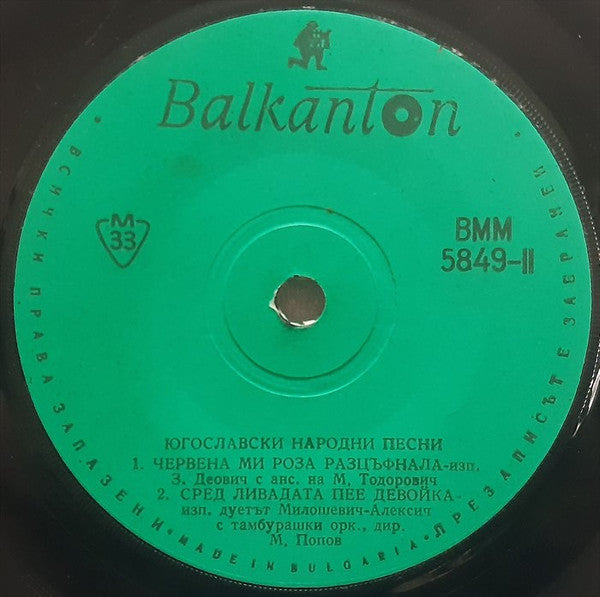 Balkanton
M
33
ВММ
5849-II
ЮГОСЛАВСКИ НАРОДНИ ПЕСНИ
1. ЧЕРВЕНА МИ РОЗА РАЗЦЪФНАЛА-изп.
З. Деович с анс. на М. Тодорович
2. СРЕД ЛИВАДАТА ПЕЕ ДЕВОЙКА-
изп. дуетът Милошевич-Алексич
с тамбурашки орк., дир.
М. Попов
• ВСИЧКИ ПРАВА ЗАПАЗЕНИ • MADE IN BULGARIA • ПРЕЗАПИСЪТ Е ЗАБРАНЕН •